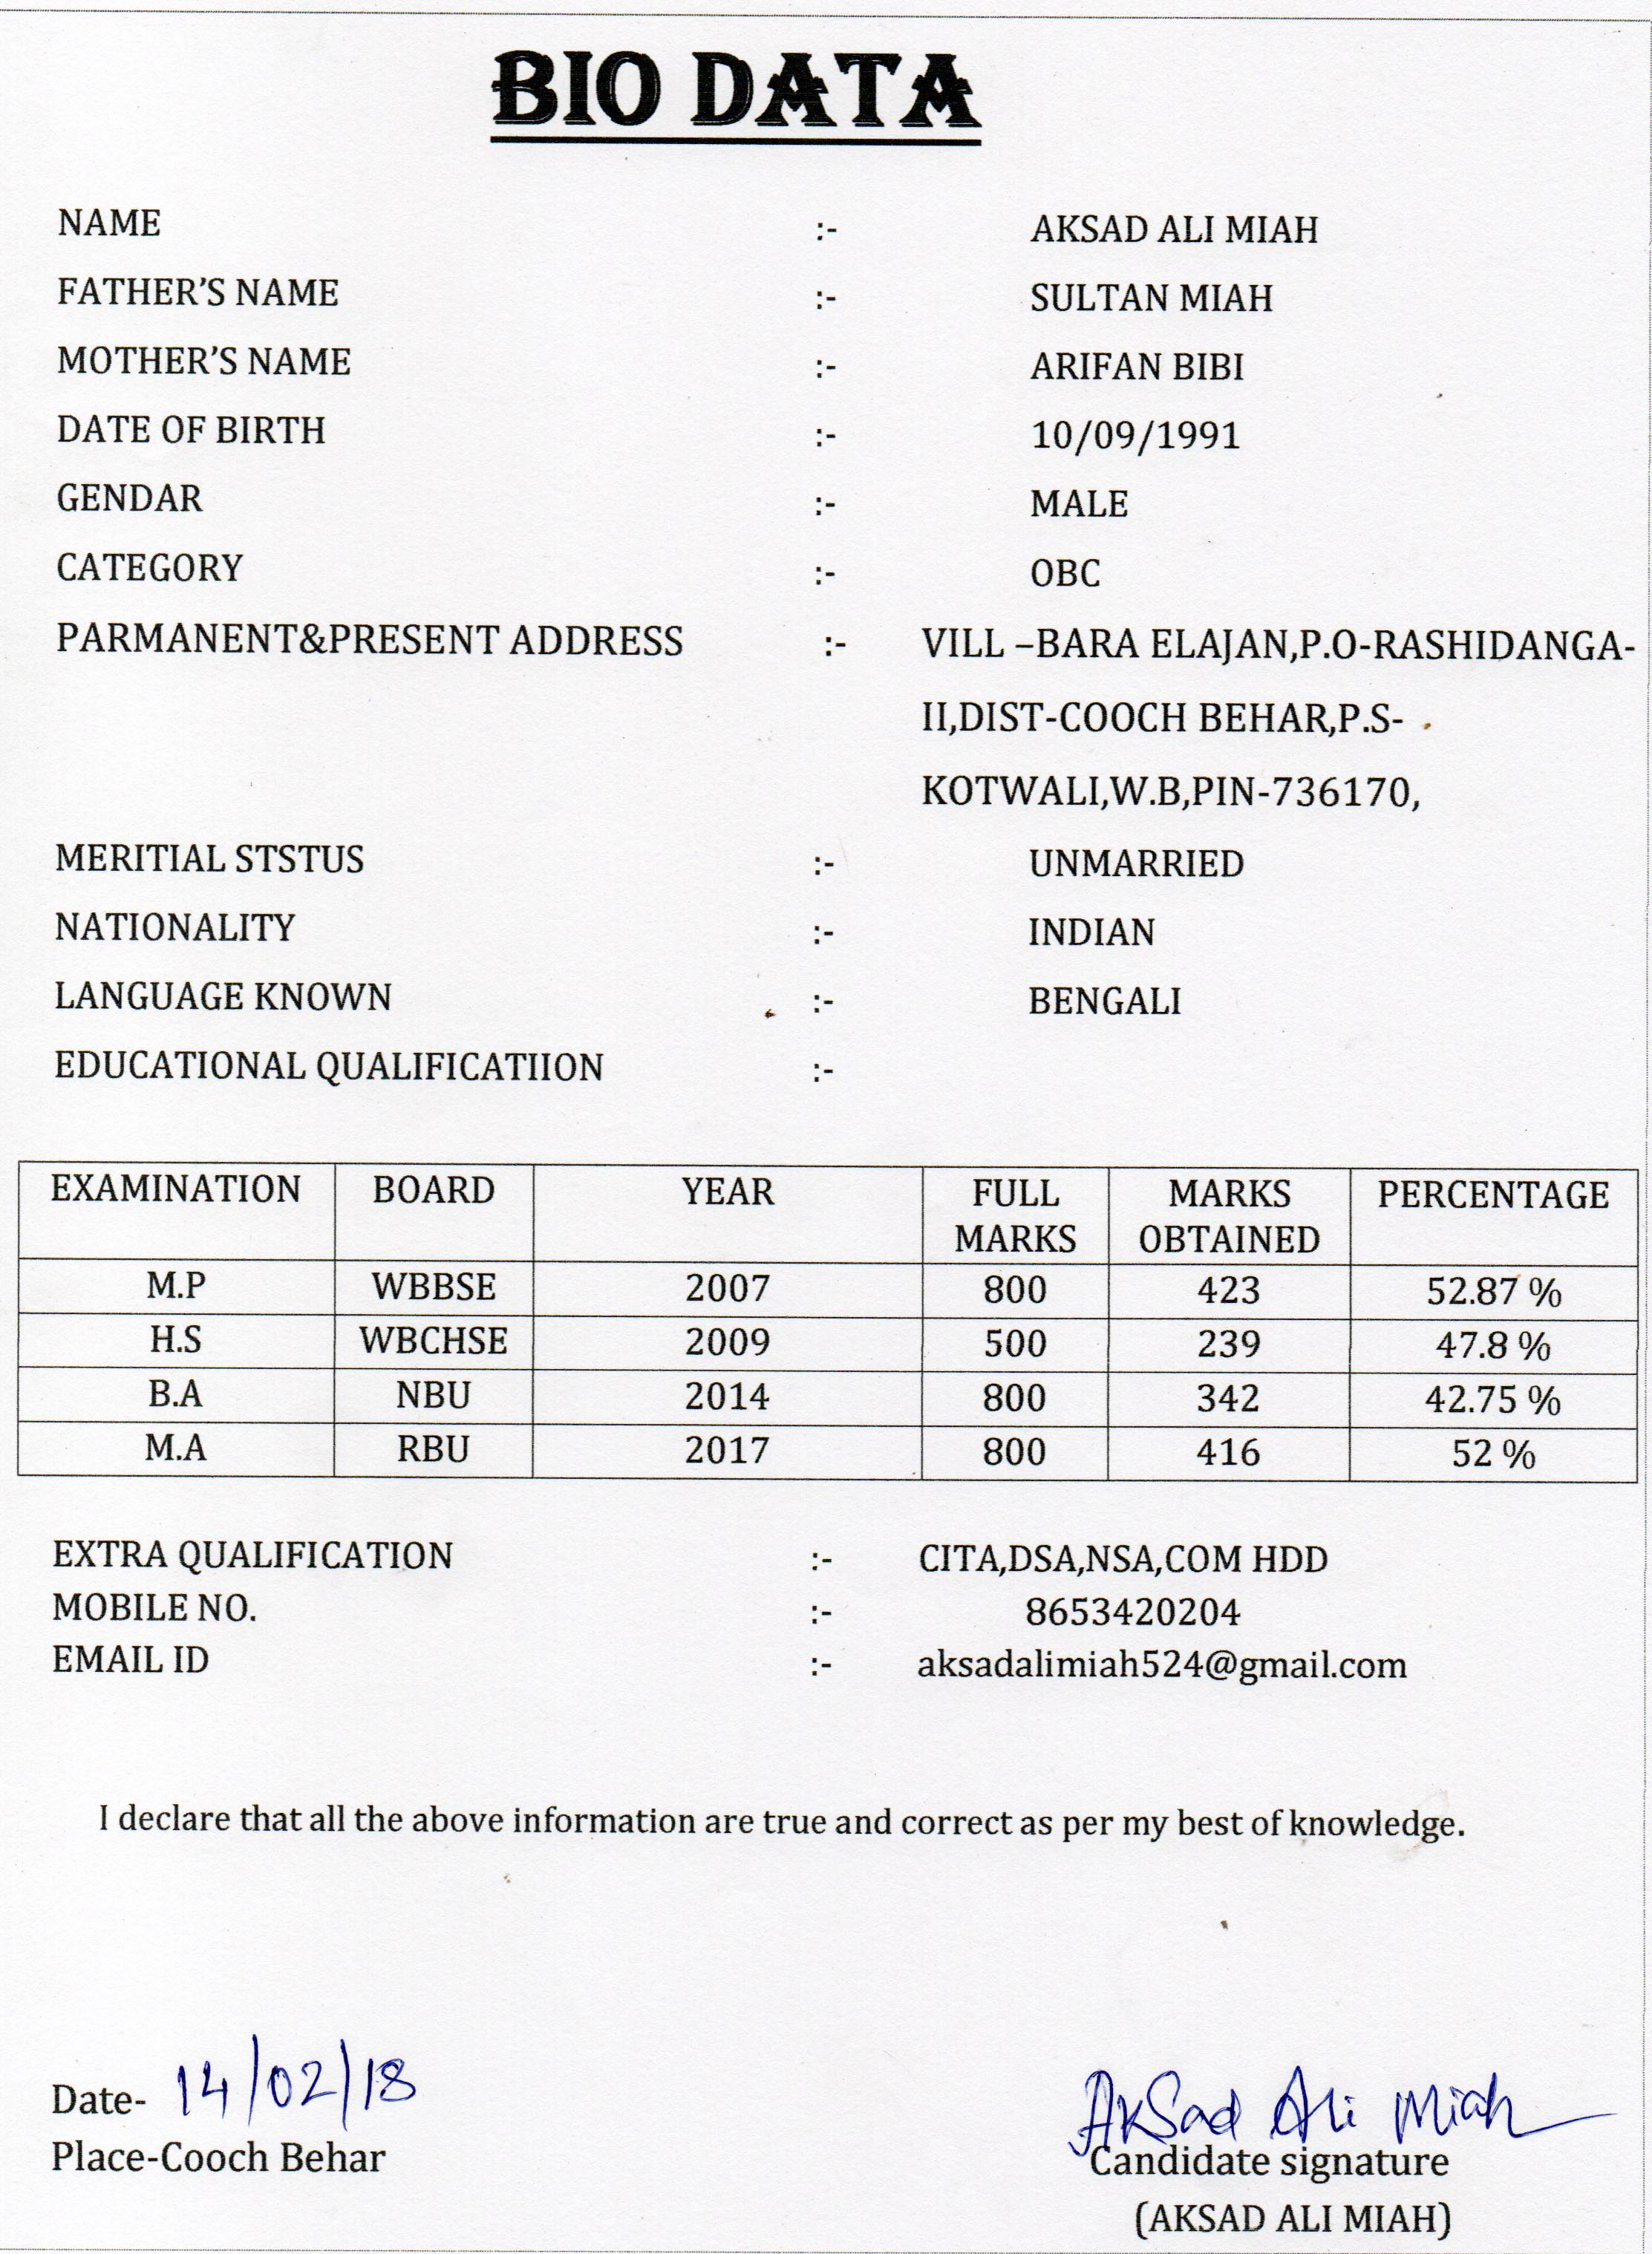 BIO DATA
NAME :- AKSAD ALI MIAH
FATHER'S NAME :- SULTAN MIAH
MOTHER'S NAME :- ARIFAN BIBI
DATE OF BIRTH :- 10/09/1991
GENDAR :- MALE
CATEGORY :- OBC
PARMANENT&PRESENT ADDRESS :- VILL –BARA ELAJAN,P.O-RASHIDANGA-
II,DIST-COOCH BEHAR,P.S-
KOTWALI,W.B,PIN-736170,
MERITIAL STSTUS :- UNMARRIED
NATIONALITY :- INDIAN
LANGUAGE KNOWN :- BENGALI
EDUCATIONAL QUALIFICATIION :-
EXAMINATION BOARD YEAR FULL MARKS MARKS OBTAINED PERCENTAGE
M.P WBBSE 2007 800 423 52.87 %
H.S WBCHSE 2009 500 239 47.8 %
B.A NBU 2014 800 342 42.75 %
M.A RBU 2017 800 416 52 %
EXTRA QUALIFICATION :- CITA,DSA,NSA,COM HDD
MOBILE NO. :- 8653420204
EMAIL ID :- aksadalimiah524@gmail.com
I declare that all the above information are true and correct as per my best of knowledge.
Date- 14/02/18
AkSad Ali Miah
Place-Cooch Behar
Candidate signature
(AKSAD ALI MIAH)